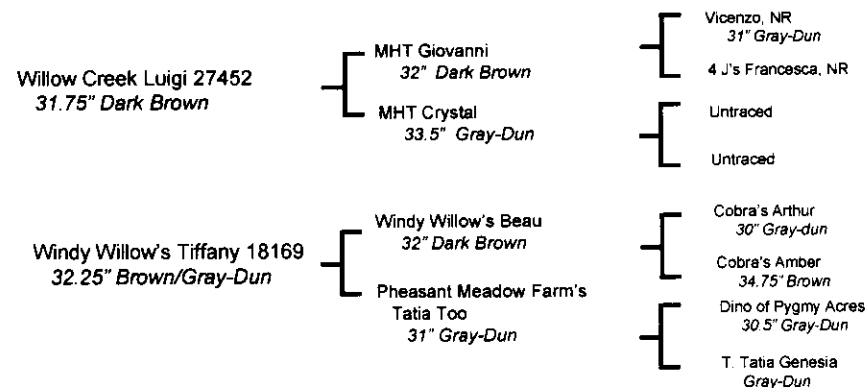 Willow Creek Luigi 27452
31.75" Dark Brown
MHT Giovanni
32" Dark Brown
MHT Crystal
33.5" Gray-Dun
Vicenzo, NR
31" Gray-Dun
4 J's Francesca, NR
Untraced
Untraced
Windy Willow's Tiffany 18169
32.25" Brown/Gray-Dun
Windy Willow's Beau
32" Dark Brown
Pheasant Meadow Farm's
Tatia Too
31" Gray-Dun
Cobra's Arthur
30" Gray-dun
Cobra's Amber
34.75" Brown
Dino of Pygmy Acres
30.5" Gray-Dun
T. Tatia Genesia
Gray-Dun